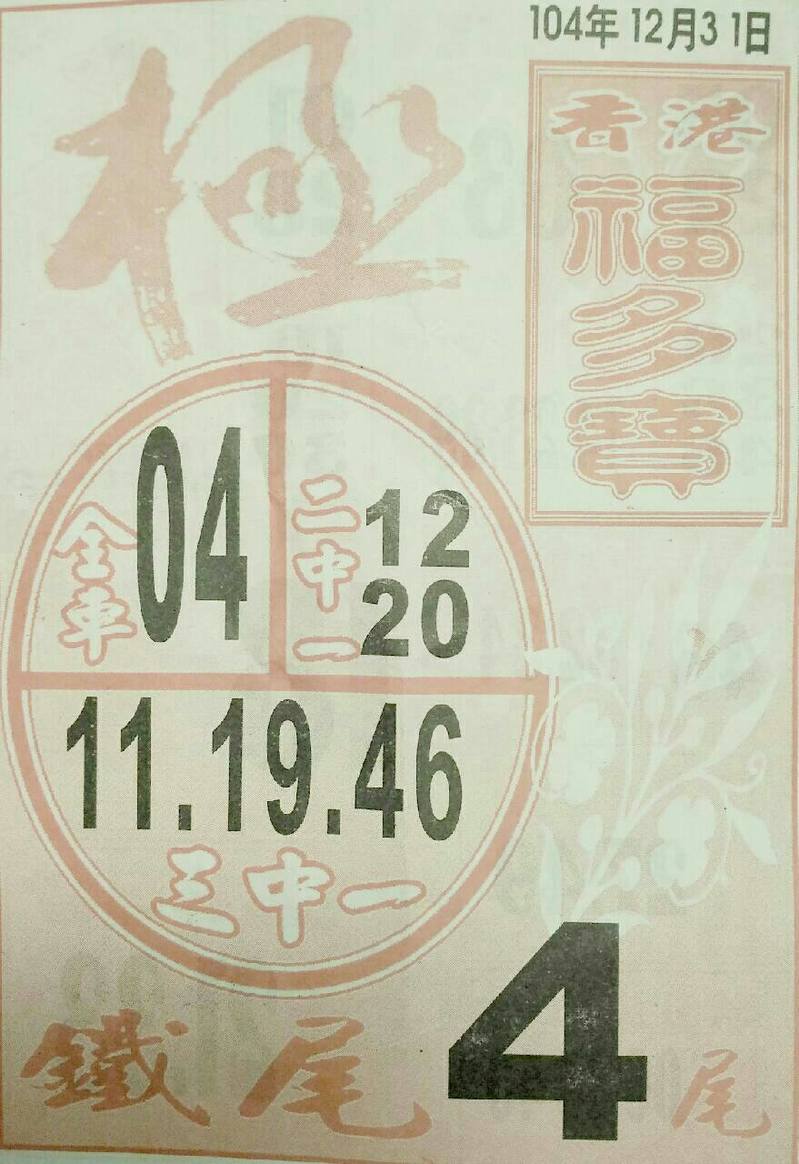 104年12月31日
極
香港
福多寶
全車 04
二中一 12 20
11.19.46
三中一
鐵尾 4尾